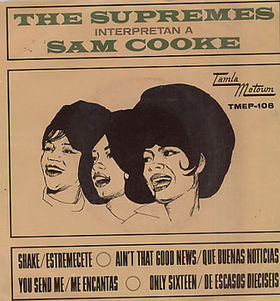 THE SUPREMES
INTERPRETAN A
SAM COOKE
Tamla
Motown
TMEP-108
SHAKE/ESTREMECETE ○ AIN'T THAT GOOD NEWS/QUE BUENAS NOTICIAS
YOU SEND ME/ME ENCANTAS ○ ONLY SIXTEEN/DE ESCASOS DIECISEIS